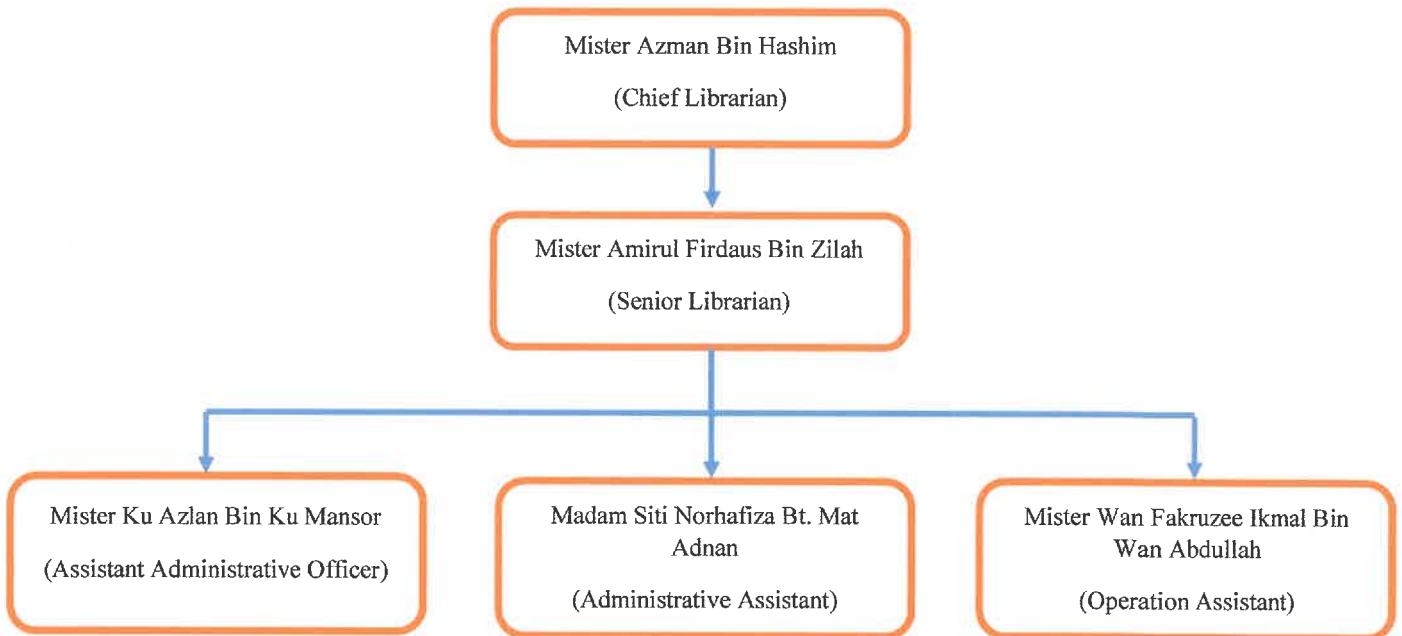 Mister Azman Bin Hashim
(Chief Librarian)
Mister Amirul Firdaus Bin Zilah
(Senior Librarian)
Mister Ku Azlan Bin Ku Mansor
(Assistant Administrative Officer)
Madam Siti Norhafiza Bt. Mat
Adnan
(Administrative Assistant)
Mister Wan Fakruzee Ikmal Bin
Wan Abdullah
(Operation Assistant)